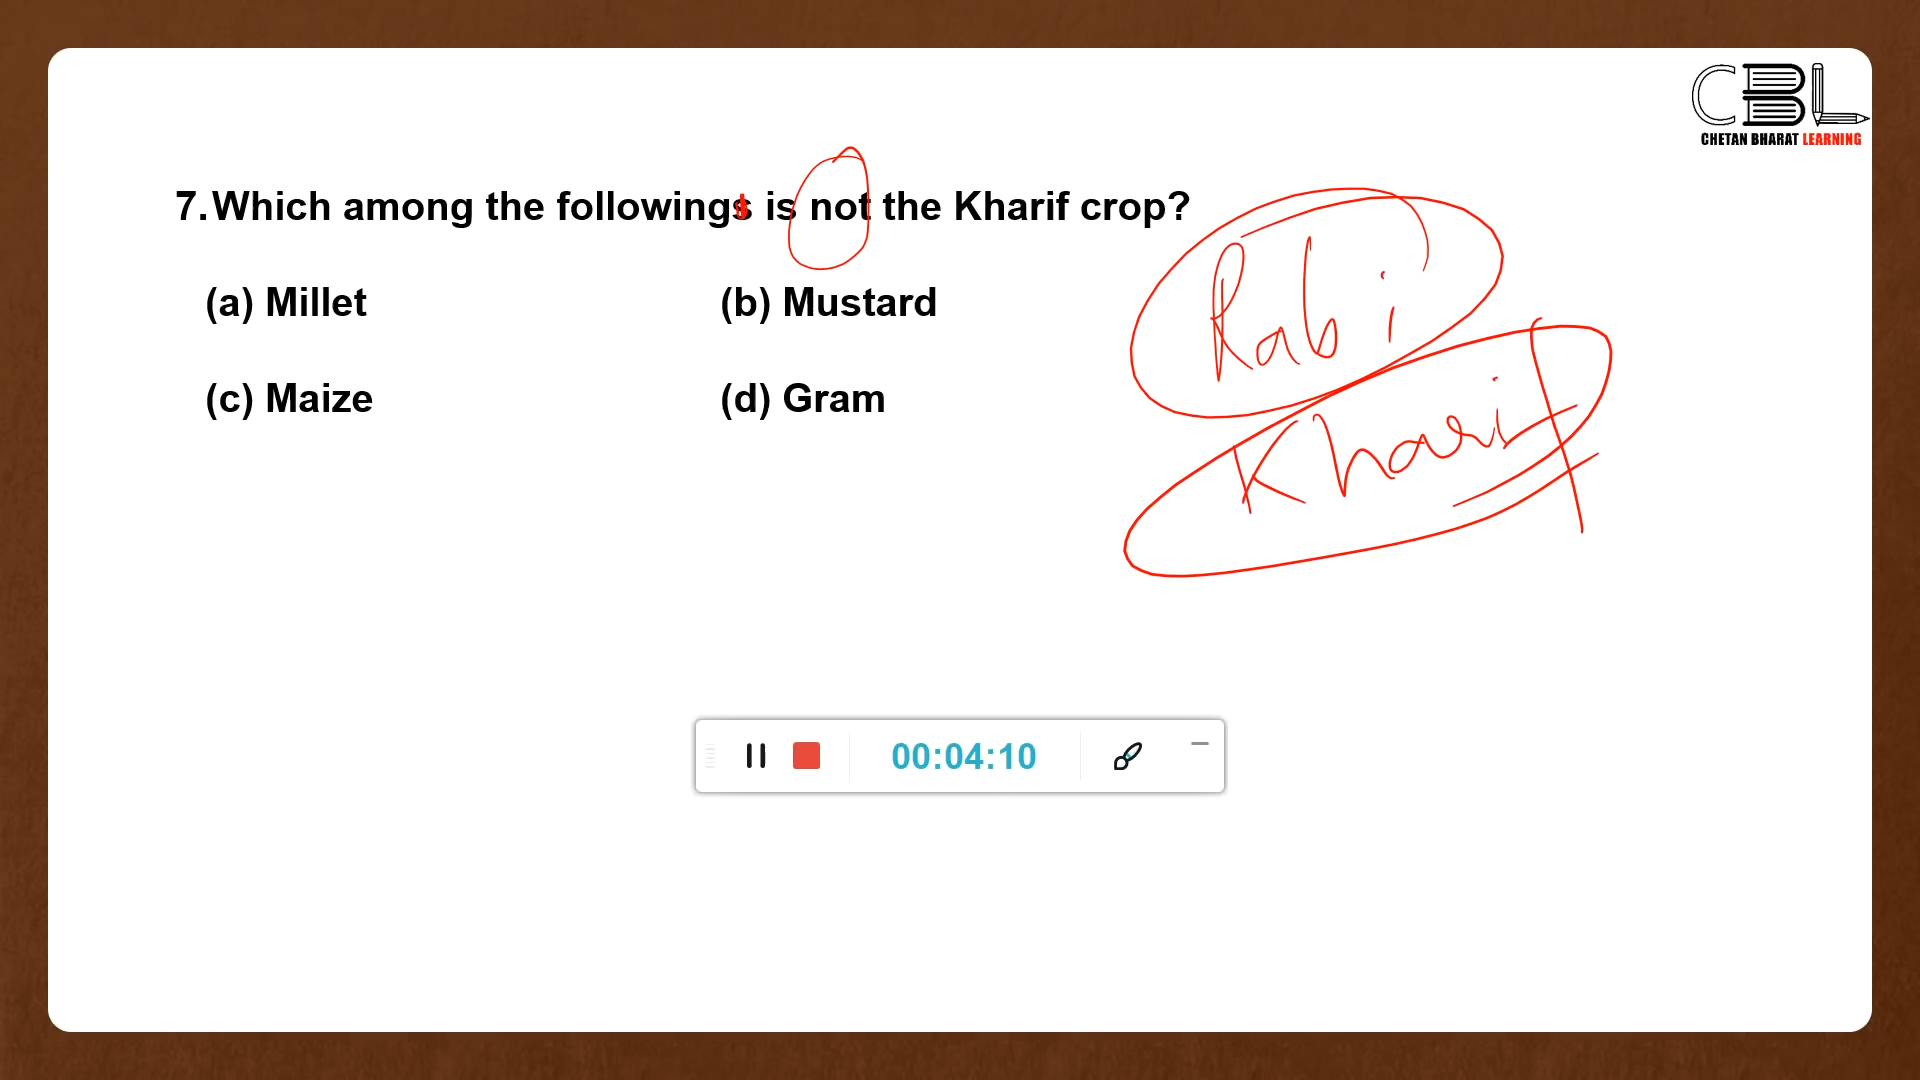 CBL
CHETAN BHARAT LEARNING
7. Which among the followings is not the Kharif crop?
(a) Millet
(b) Mustard
(c) Maize
(d) Gram
Rabi
Kharif
00:04:10